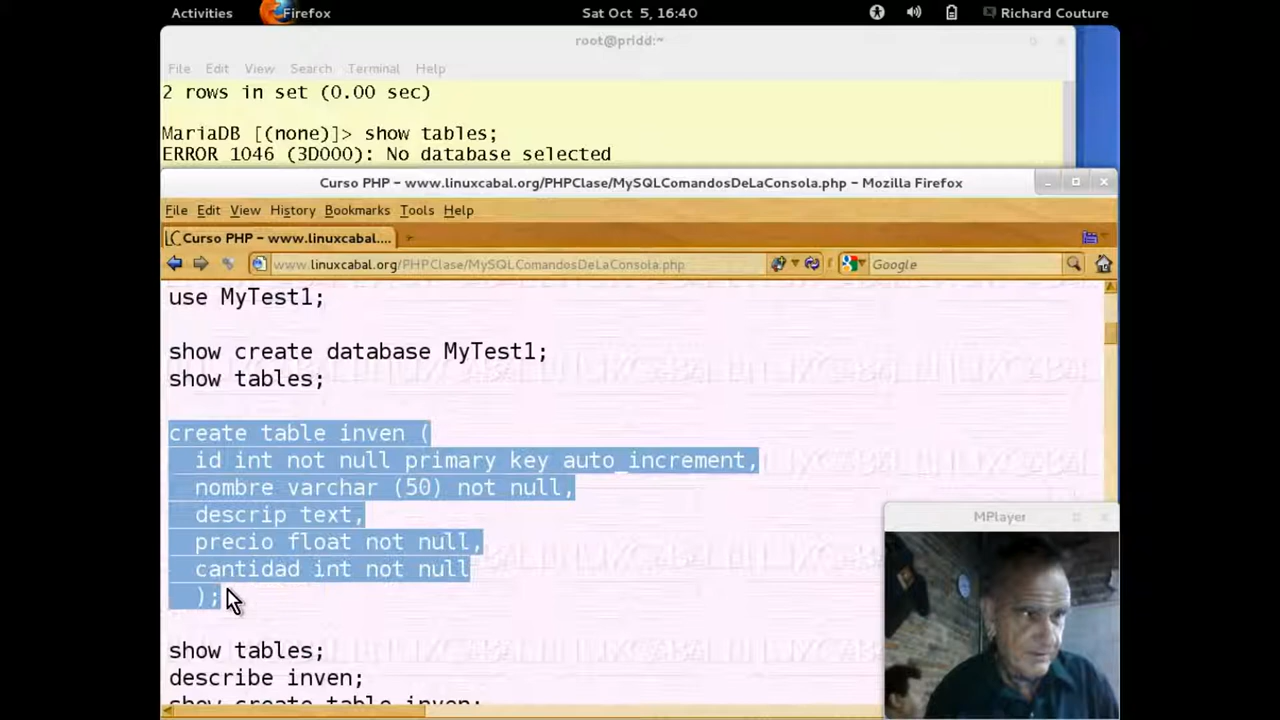 Activities Firefox Sat Oct 5, 16:40 Richard Couture
root@pridd:~
File Edit View Search Terminal Help
2 rows in set (0.00 sec)
MariaDB [(none)]> show tables;
ERROR 1046 (3D000): No database selected
Curso PHP - www.linuxcabal.org/PHPClase/MySQLComandosDeLaConsola.php - Mozilla Firefox
File Edit View History Bookmarks Tools Help
Curso PHP - www.linuxcabal.org....
www.linuxcabal.org/PHPClase/MySQLComandosDeLaConsola.php Google
use MyTest1;
show create database MyTest1;
show tables;
create table inven (
id int not null primary key auto_increment,
nombre varchar (50) not null,
descrip text,
precio float not null,
cantidad int not null
);
MPlayer
show tables;
describe inven;
show create table inven;